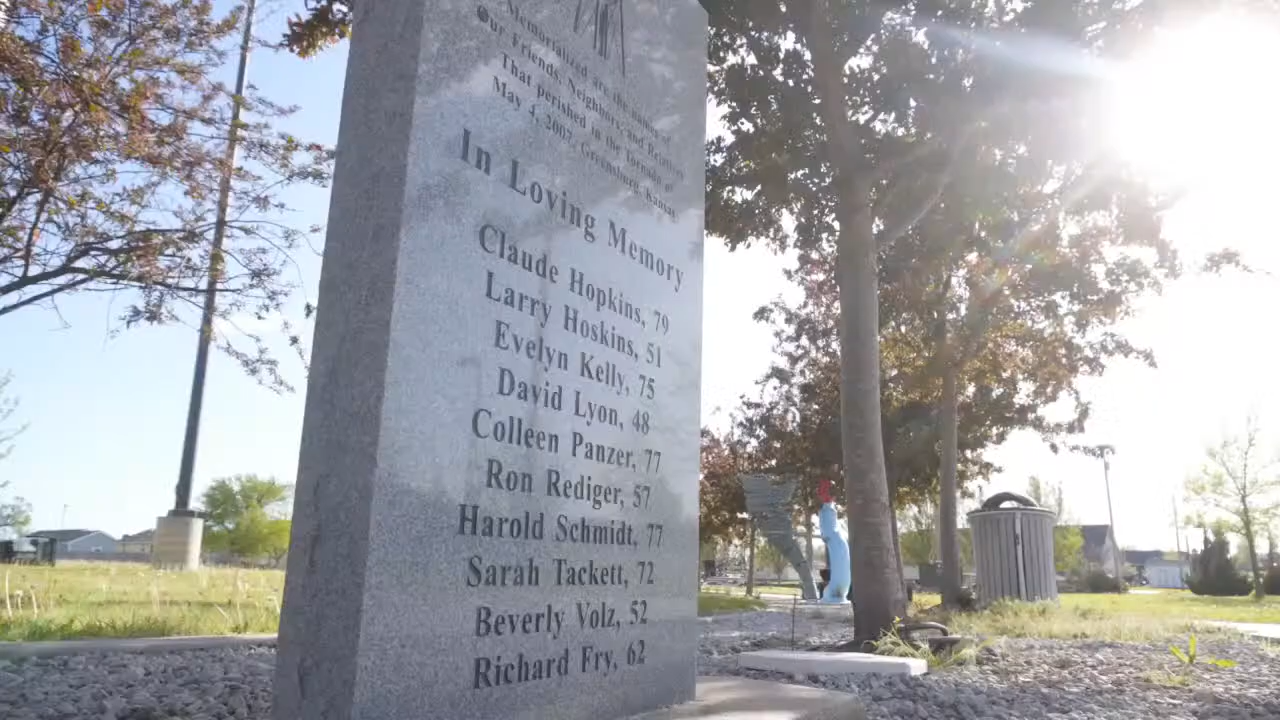 Memorialized are the names of
Our Friends, Neighbors, and Relatives
That perished in the Tornado of
May 4, 2007, Greensburg, Kansas
In Loving Memory
Claude Hopkins, 79
Larry Hoskins, 51
Evelyn Kelly, 75
David Lyon, 48
Colleen Panzer, 77
Ron Rediger, 57
Harold Schmidt, 77
Sarah Tackett, 72
Beverly Volz, 52
Richard Fry, 62